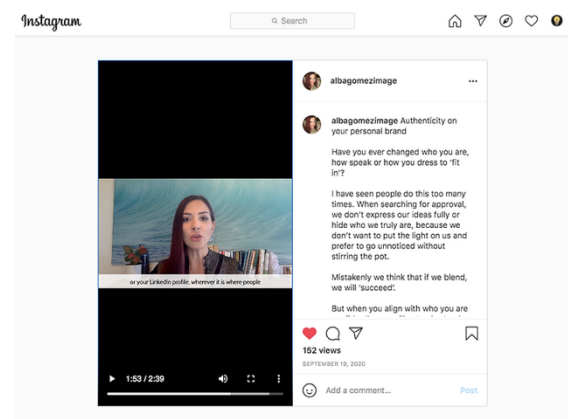 Instagram
Search
albagomezimage
...
albagomezimage Authenticity on
your personal brand
Have you ever changed who you are,
how speak or how you dress to 'fit
in'?
I have seen people do this too many
times. When searching for approval,
we don't express our ideas fully or
hide who we truly are, because we
don't want to put the light on us and
prefer to go unnoticed without
stirring the pot.
Mistakenly we think that if we blend,
we will 'succeed'.
But when you align with who you are
or your LinkedIn profile, wherever it is where people
1:53 / 2:39
152 views
SEPTEMBER 19, 2020
Add a comment...
Post